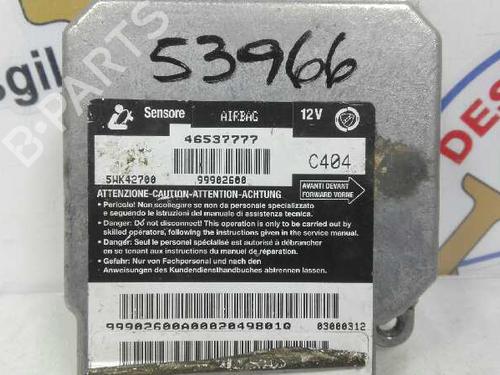 53966
Sensore AIRBAG 12V
46537777
5WK42700 99902600 C404
ATTENZIONE-CAUTION-ATTENTION-ACHTUNG
AVANTI DEVANT
FORWARD VORNE
• Pericolo! Non scollegare se non da personale specializzato
e seguendo le istruzioni del manuale di assistenza tecnica.
• Danger: Do not disconnect! This operation is only to be carried out by
skilled operators, following the instructions given in the service manual.
• Danger: Seul le personel spécialisé est autorisé à débrancher
en se tenant aux instructions du manuel de réparation.
• Gefahr: Nur von Fachpersonal und nach den
Anweisungen des Kundendiensthandbuches abtrennen lassen.
99902600A0002049801Q 03000312
B-PARTS